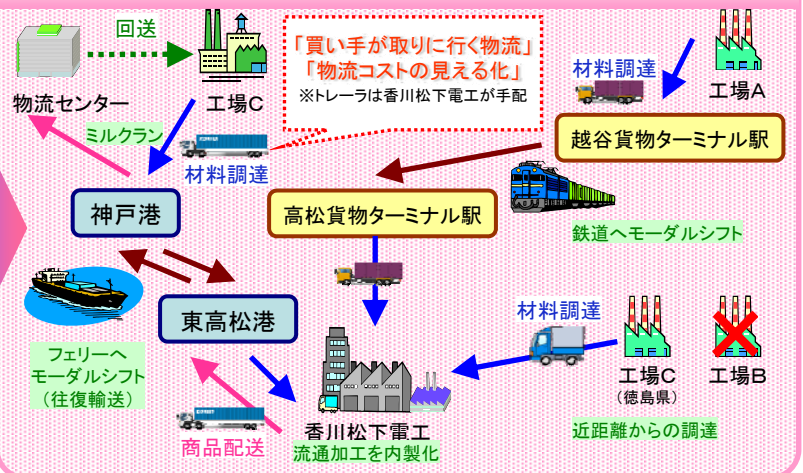 回送
「買い手が取りに行く物流」
「物流コストの見える化」
※トレーラは香川松下電工が手配
物流センター
工場C
材料調達
工場A
ミルクラン
材料調達
越谷貨物ターミナル駅
神戸港
高松貨物ターミナル駅
鉄道へモーダルシフト
東高松港
材料調達
フェリーへ
モーダルシフト
(往復輸送)
工場C
(徳島県)
工場B
商品配送
香川松下電工
流通加工を内製化
近距離からの調達